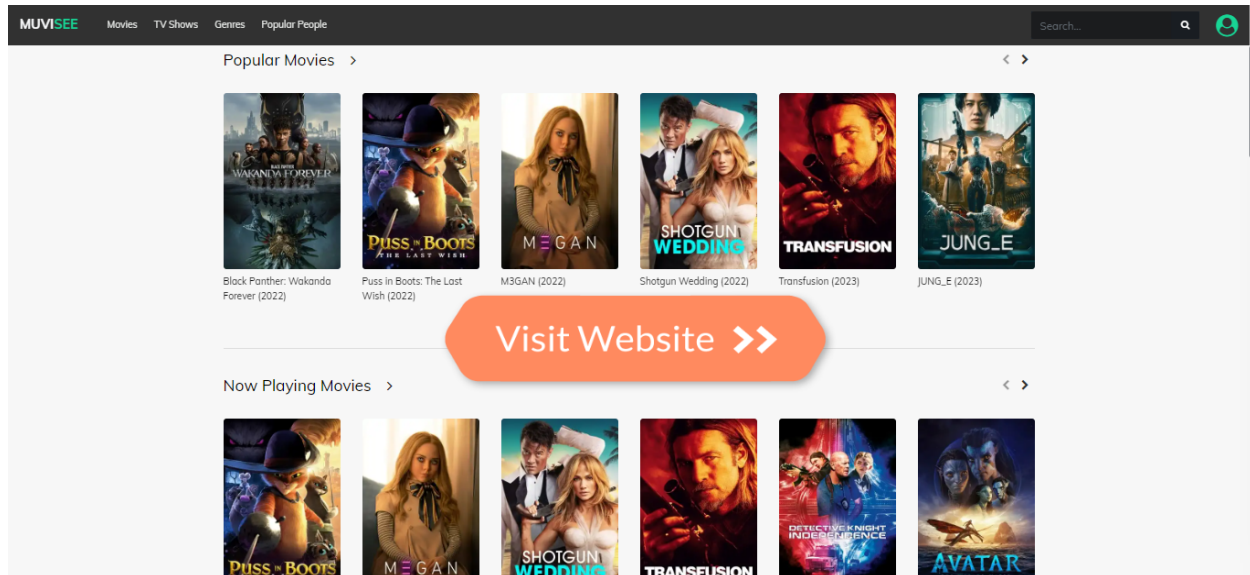 MUVISEE Movies TV Shows Genres Popular People Search...
Popular Movies
BLACK PANTHER
WAKANDA FOREVER
PUSS IN BOOTS
THE LAST WISH
M3GAN
SHOTGUN
WEDDING
TRANSFUSION
JUNG_E
Black Panther: Wakanda
Forever (2022)
Puss in Boots: The Last
Wish (2022)
M3GAN (2022)
Shotgun Wedding (2022)
Transfusion (2023)
JUNG_E (2023)
Visit Website >>
Now Playing Movies
PUSS IN BOOTS
M3GAN
SHOTGUN
WEDDING
TRANSFUSION
DETECTIVE KNIGHT
INDEPENDENCE
AVATAR